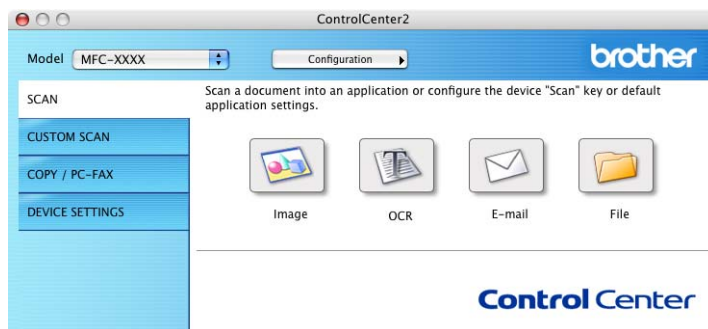 ControlCenter2
Model MFC-XXXX Configuration brother
SCAN
Scan a document into an application or configure the device "Scan" key or default
application settings.
CUSTOM SCAN
COPY / PC-FAX
DEVICE SETTINGS
Image OCR E-mail File
Control Center